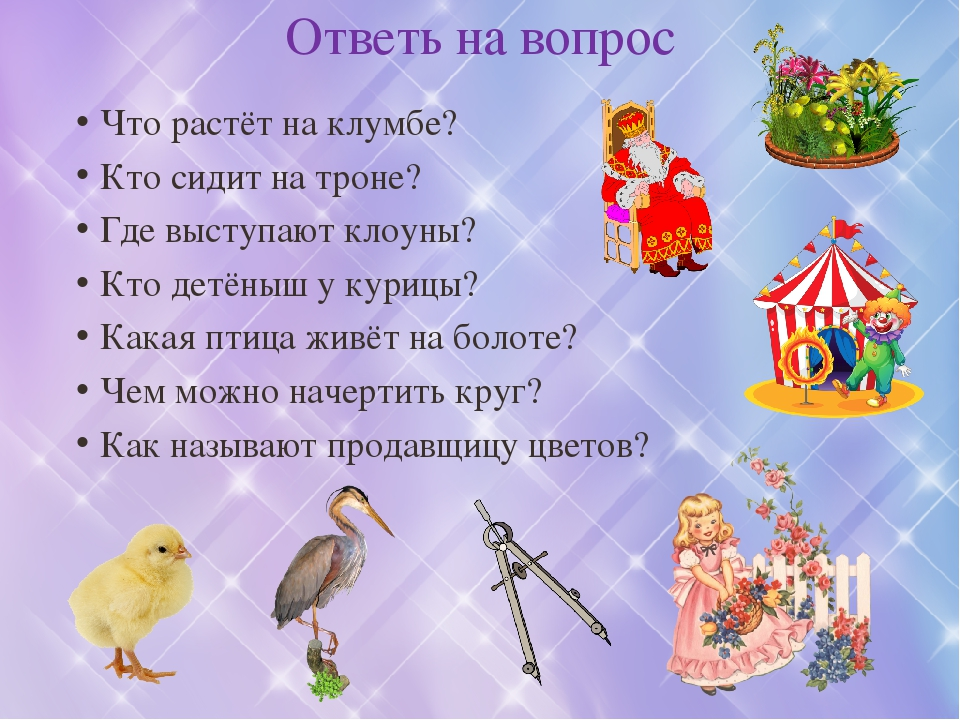 Ответь на вопрос
• Что растёт на клумбе?
• Кто сидит на троне?
• Где выступают клоуны?
• Кто детёныш у курицы?
• Какая птица живёт на болоте?
• Чем можно начертить круг?
• Как называют продавщицу цветов?